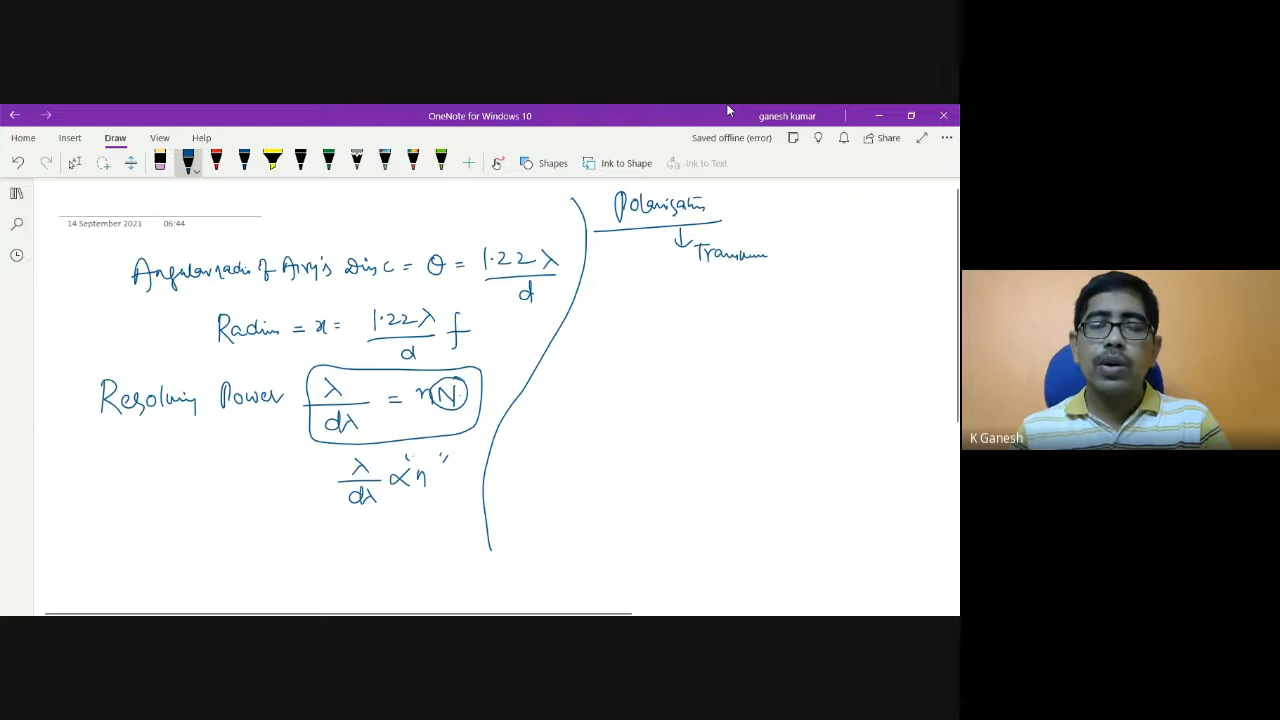 OneNote for Windows 10
ganesh kumar
Home Insert Draw View Help
Saved offline (error)
Share
Shapes
Ink to Shape
Ink to Text
14 September 2021 06:44
Angular radii of Airy's Disc = θ = 1.22λ / d
Radius = x = 1.22λ / d f
Resolving Power λ / dλ = nN
λ / dλ ∝ "n"
Polarisation
K Ganesh